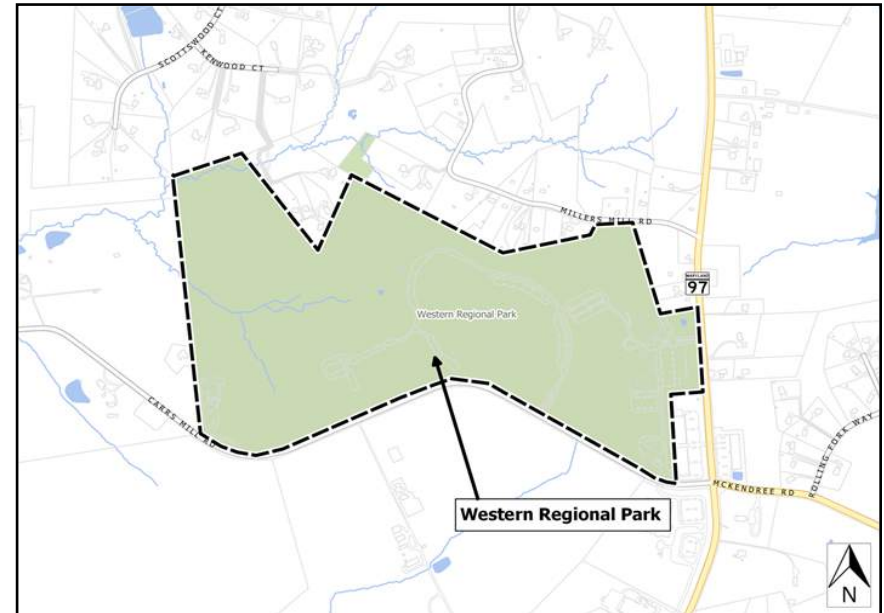 SCOTTSWOOD CT
KENWOOD CT
MILLERS MILL RD
MARYLAND
97
Western Regional Park
CARRS MILL RD
ROLLING FORK WAY
MCKENDREE RD
Western Regional Park
N